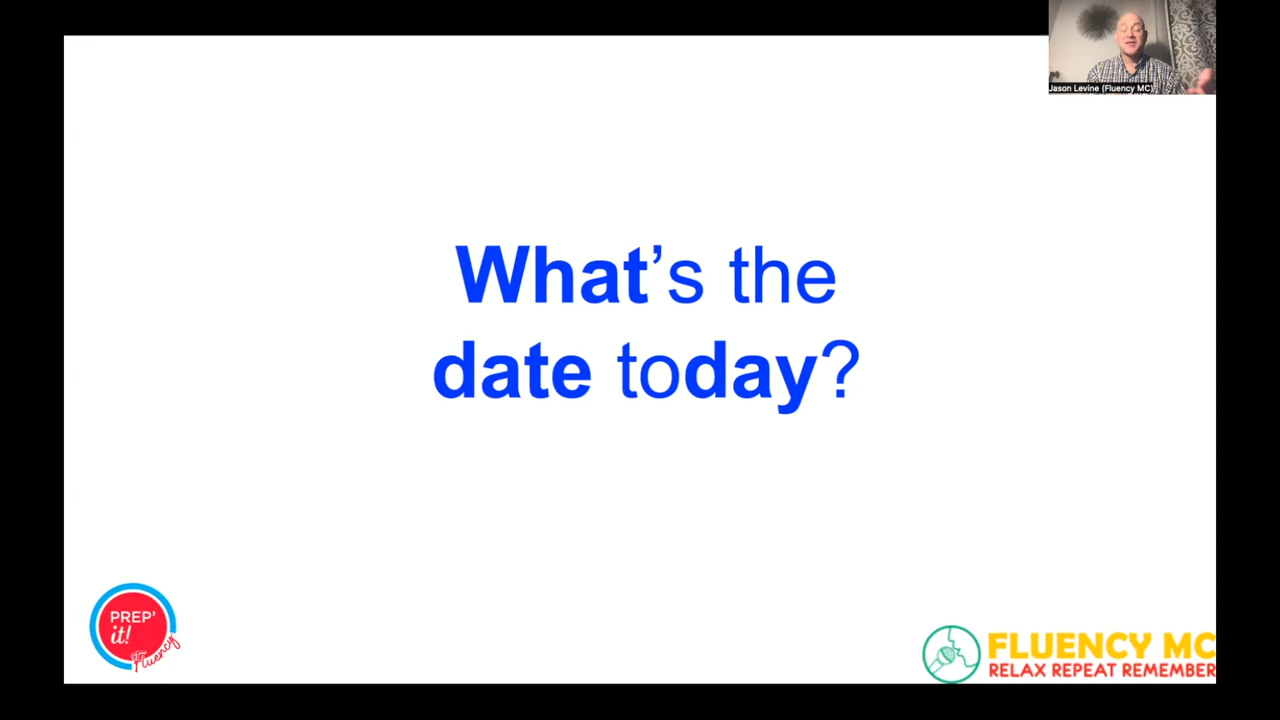 Jason Levine (Fluency MC)
What's the
date today?
PREP'
it!
Fluency
FLUENCY MC
RELAX REPEAT REMEMBER